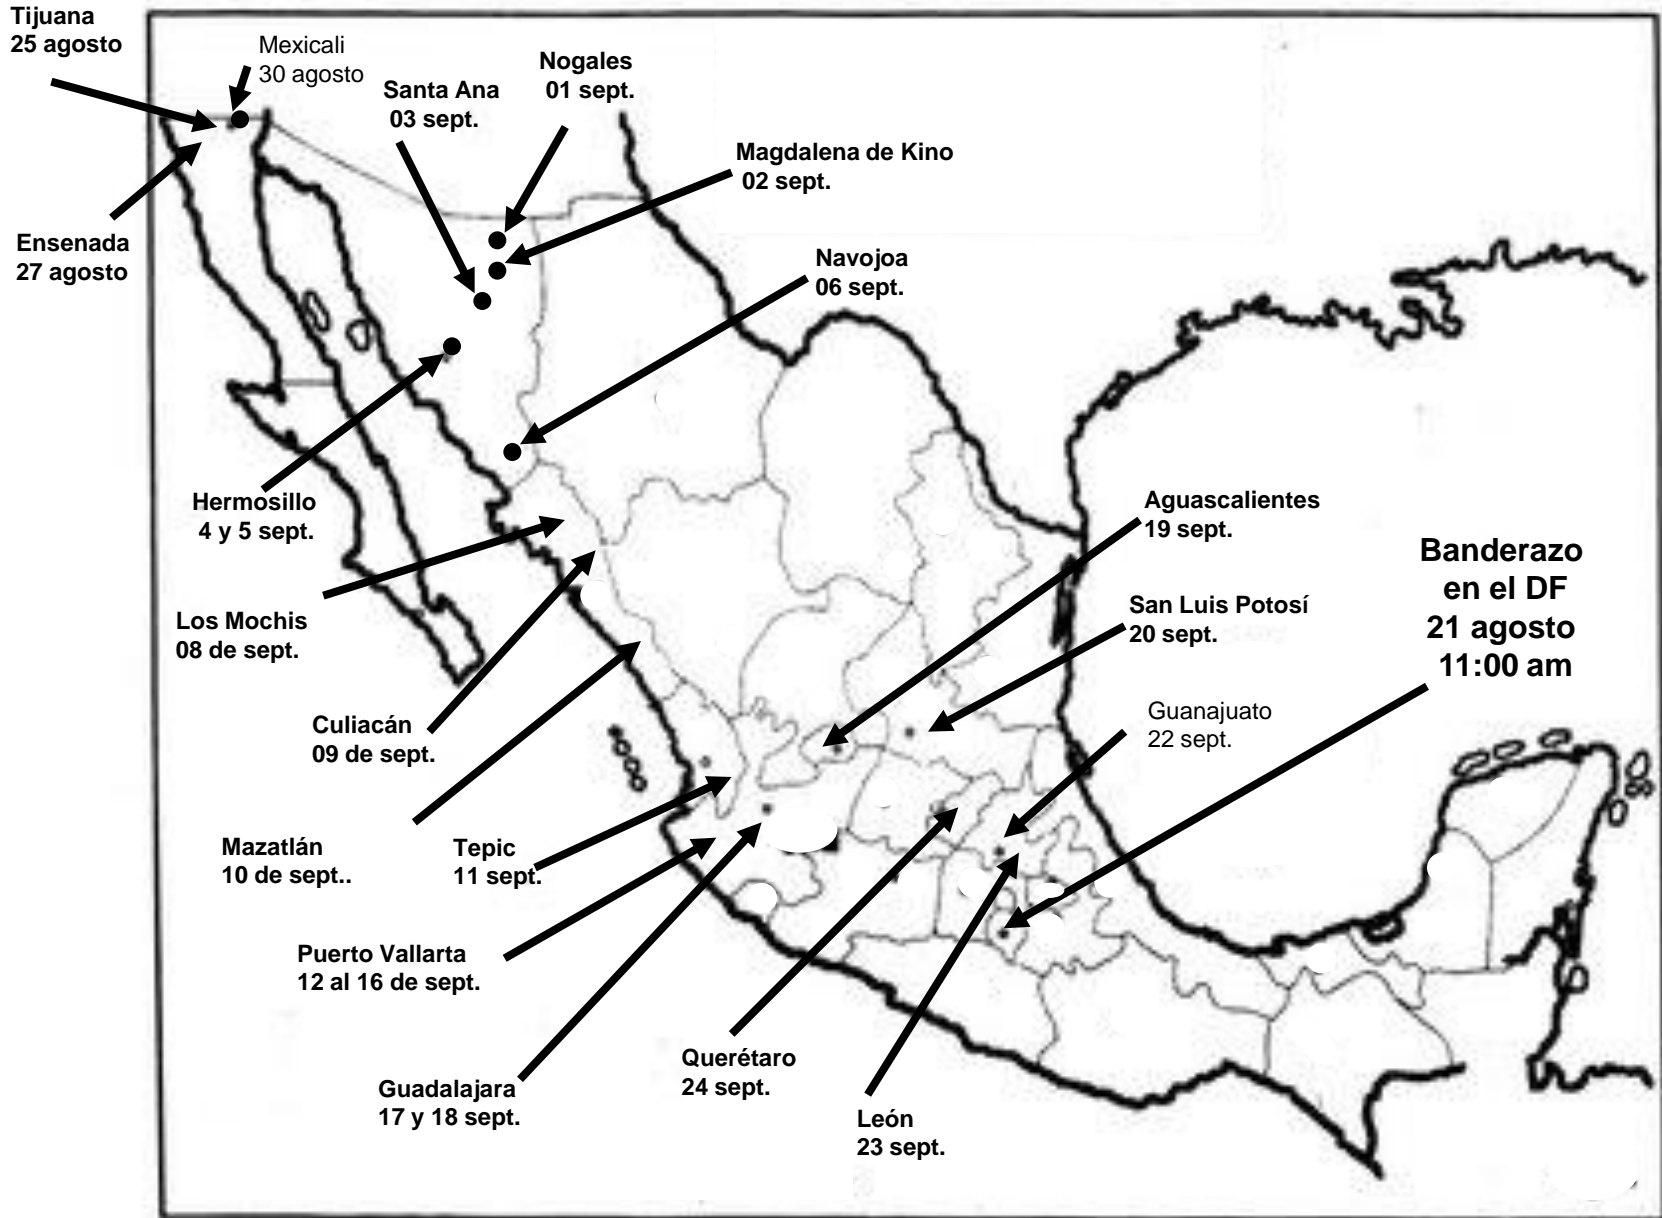 Tijuana
25 agosto
Mexicali
30 agosto
Nogales
01 sept.
Santa Ana
03 sept.
Magdalena de Kino
02 sept.
Ensenada
27 agosto
Navojoa
06 sept.
Hermosillo
4 y 5 sept.
Aguascalientes
19 sept.
Banderazo
en el DF
21 agosto
11:00 am
Los Mochis
08 de sept.
San Luis Potosí
20 sept.
Culiacán
09 de sept.
Guanajuato
22 sept.
Mazatlán
10 de sept..
Tepic
11 sept.
Puerto Vallarta
12 al 16 de sept.
Querétaro
24 sept.
Guadalajara
17 y 18 sept.
León
23 sept.